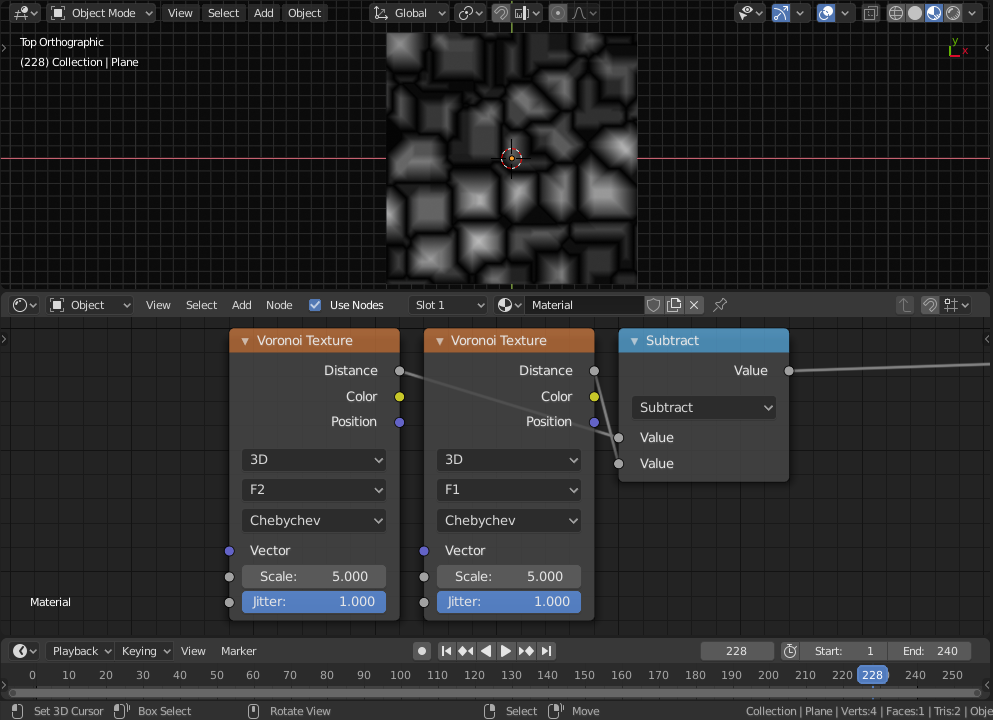 Object Mode View Select Add Object Global
Top Orthographic
(228) Collection | Plane
y
x
Object View Select Add Node Use Nodes Slot 1 Material
Voronoi Texture Voronoi Texture Subtract
Distance Distance Value
Color Color
Position Position
Subtract
Value
3D 3D
Value
F2 F1
Chebychev Chebychev
Vector Vector
Scale: 5.000 Scale: 5.000
Jitter: 1.000 Jitter: 1.000
Material
Playback Keying View Marker 228 Start: 1 End: 240
0 10 20 30 40 50 60 70 80 90 100 110 120 130 140 150 160 170 180 190 200 210 220 228 240 250
Set 3D Cursor Box Select Rotate View Select Move Collection | Plane | Verts:4 | Faces:1 | Tris:2 | Obje